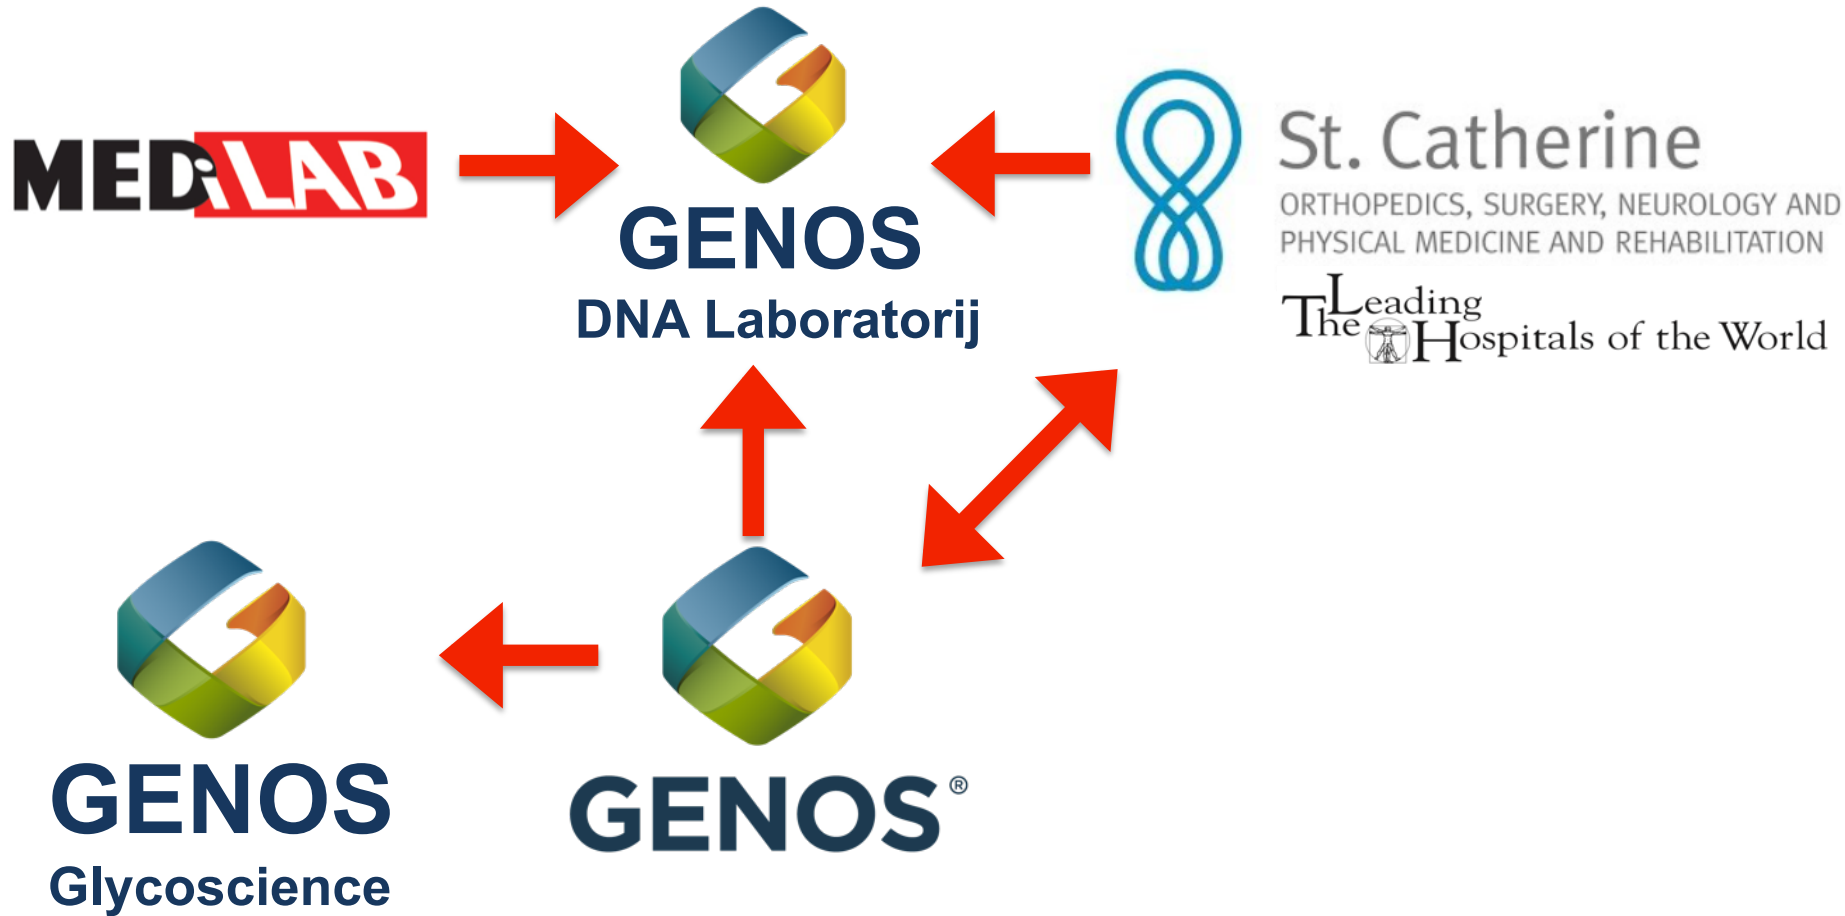 MEDiLAB
GENOS
DNA Laboratorij
St. Catherine
ORTHOPEDICS, SURGERY, NEUROLOGY AND
PHYSICAL MEDICINE AND REHABILITATION
The Leading
Hospitals of the World
GENOS
Glycoscience
GENOS®